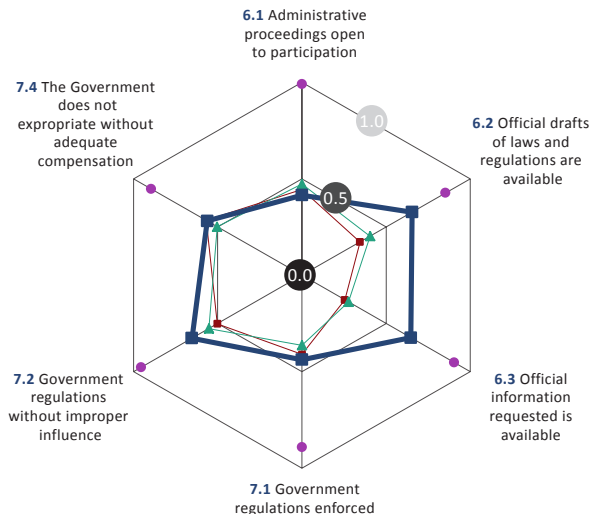 6.1 Administrative
proceedings open
to participation
7.4 The Government
does not
expropriate without
adequate
compensation
1.0
6.2 Official drafts
of laws and
regulations are
available
0.5
0.0
7.2 Government
regulations
without improper
influence
6.3 Official
information
requested is
available
7.1 Government
regulations enforced